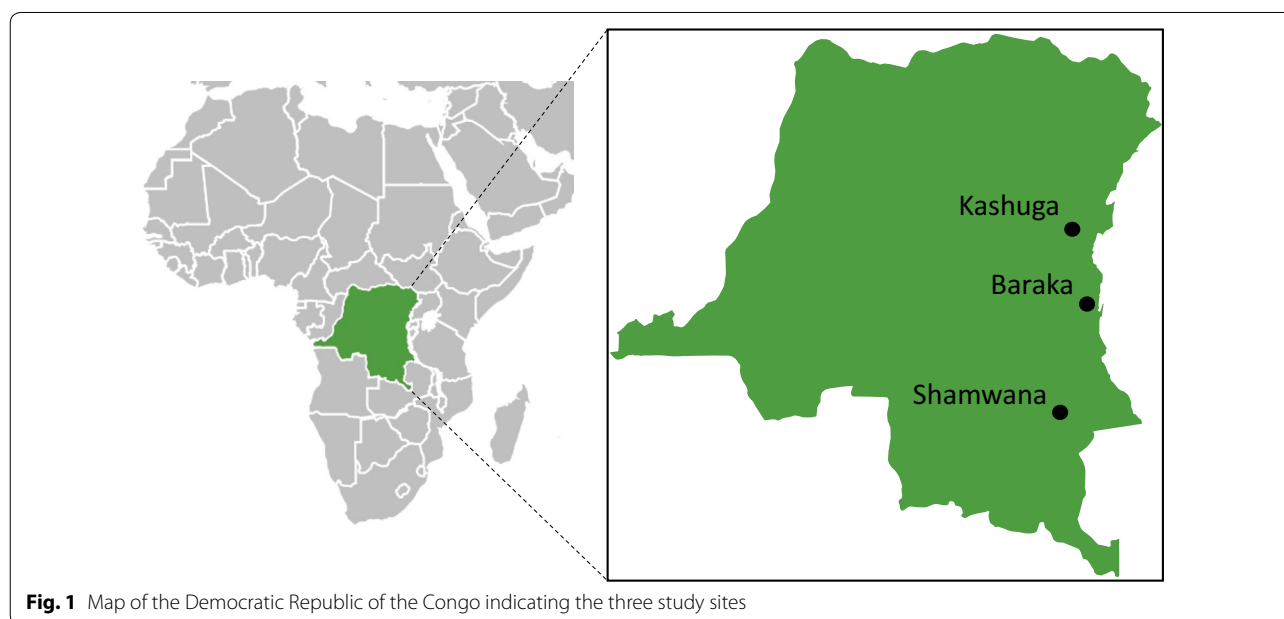 Kashuga
Baraka
Shamwana
Fig. 1 Map of the Democratic Republic of the Congo indicating the three study sites